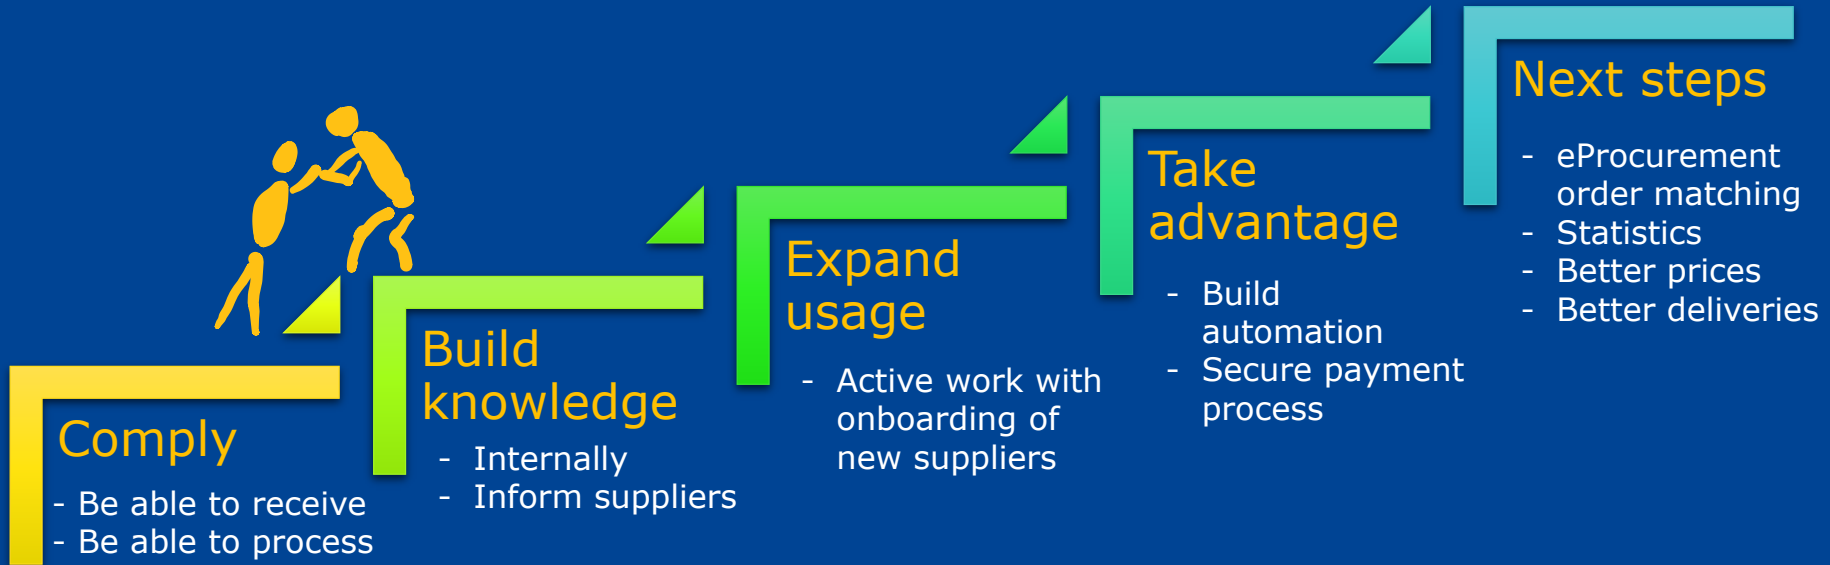 Comply
- Be able to receive
- Be able to process
Build
knowledge
- Internally
- Inform suppliers
Expand
usage
- Active work with
onboarding of
new suppliers
Take
advantage
- Build
automation
- Secure payment
process
Next steps
- eProcurement
order matching
- Statistics
- Better prices
- Better deliveries